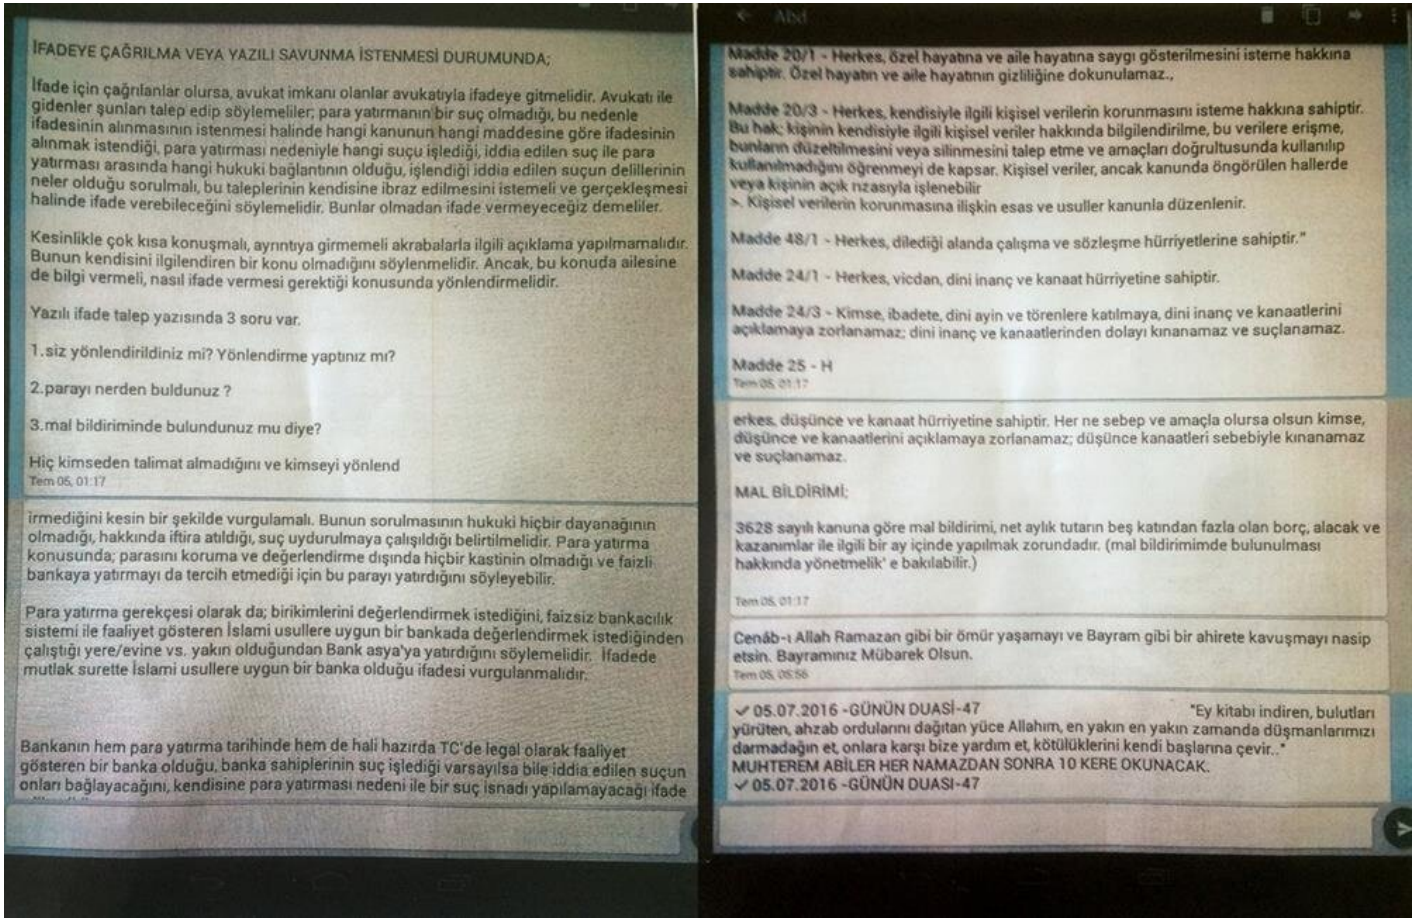 İFADEYE ÇAĞRILMA VEYA YAZILI SAVUNMA İSTENMESİ DURUMUNDA;
İfade için çağrılanlar olursa, avukat imkanı olanlar avukatıyla ifadeye gitmelidir. Avukatı ile
gidenler şunları talep edip söylemeliler; para yatırmanın bir suç olmadığı, bu nedenle
ifadesinin alınmasının istenmesi halinde hangi kanunun hangi maddesine göre ifadesinin
alınmak istendiği, para yatırması nedeniyle hangi suçu işlediği, iddia edilen suç ile para
yatırması arasında hangi hukuki bağlantının olduğu, işlendiği iddia edilen suçun delillerinin
neler olduğu sorulmalı, bu taleplerinin kendisine ibraz edilmesini istemeli ve gerçekleşmesi
halinde ifade verebileceğini söylemelidir. Bunlar olmadan ifade vermeyeceğiz demeliler.
Kesinlikle çok kısa konuşmalı, ayrıntıya girmemeli akrabalarla ilgili açıklama yapılmamalıdır.
Bunun kendisini ilgilendiren bir konu olmadığını söylenmelidir. Ancak, bu konuda ailesine
de bilgi vermeli, nasıl ifade vermesi gerektiği konusunda yönlendirmelidir.
Yazılı ifade talep yazısında 3 soru var.
1.siz yönlendirildiniz mi? Yönlendirme yaptınız mı?
2.parayı nerden buldunuz ?
3.mal bildiriminde bulundunuz mu diye?
Hiç kimseden talimat almadığını ve kimseyi yönlend
Tem 05, 01:17
irmediğini kesin bir şekilde vurgulamalı. Bunun sorulmasının hukuki hiçbir dayanağının
olmadığı, hakkında iftira atıldığı, suç uydurulmaya çalışıldığı belirtilmelidir. Para yatırma
konusunda; parasını koruma ve değerlendirme dışında hiçbir kastinin olmadığı ve faizli
bankaya yatırmayı da tercih etmediği için bu parayı yatırdığını söyleyebilir.
Para yatırma gerekçesi olarak da; birikimlerini değerlendirmek istediğini, faizsiz bankacılık
sistemi ile faaliyet gösteren İslami usullere uygun bir bankada değerlendirmek istediğinden
çalıştığı yere/evine vs. yakın olduğundan Bank asya'ya yatırdığını söylemelidir. İfadede
mutlak surette İslami usullere uygun bir banka olduğu ifadesi vurgulanmalıdır.
Bankanın hem para yatırma tarihinde hem de hali hazırda TC'de legal olarak faaliyet
gösteren bir banka olduğu, banka sahiplerinin suç işlediği varsayılsa bile iddia edilen suçun
onları bağlayacağını, kendisine para yatırması nedeni ile bir suç isnadı yapılamayacağı ifade
Abd
Madde 20/1 - Herkes, özel hayatına ve aile hayatına saygı gösterilmesini isteme hakkına
sahiptir. Özel hayatın ve aile hayatının gizliliğine dokunulamaz.,
Madde 20/3 - Herkes, kendisiyle ilgili kişisel verilerin korunmasını isteme hakkına sahiptir.
Bu hak; kişinin kendisiyle ilgili kişisel veriler hakkında bilgilendirilme, bu verilere erişme,
bunların düzeltilmesini veya silinmesini talep etme ve amaçları doğrultusunda kullanılıp
kullanılmadığını öğrenmeyi de kapsar. Kişisel veriler, ancak kanunda öngörülen hallerde
veya kişinin açık rızasıyla işlenebilir
>. Kişisel verilerin korunmasına ilişkin esas ve usuller kanunla düzenlenir.
Madde 48/1 - Herkes, dilediği alanda çalışma ve sözleşme hürriyetlerine sahiptir."
Madde 24/1 - Herkes, vicdan, dini inanç ve kanaat hürriyetine sahiptir.
Madde 24/3 - Kimse, ibadete, dini ayin ve törenlere katılmaya, dini inanç ve kanaatlerini
açıklamaya zorlanamaz; dini inanç ve kanaatlerinden dolayı kınanamaz ve suçlanamaz.
Madde 25 - H
Tem 05, 01:17
erkes, düşünce ve kanaat hürriyetine sahiptir. Her ne sebep ve amaçla olursa olsun kimse,
düşünce ve kanaatlerini açıklamaya zorlanamaz; düşünce kanaatleri sebebiyle kınanamaz
ve suçlanamaz.
MAL BİLDİRİMİ;
3628 sayılı kanuna göre mal bildirimi, net aylık tutarın beş katından fazla olan borç, alacak ve
kazanımlar ile ilgili bir ay içinde yapılmak zorundadır. (mal bildirimimde bulunulması
hakkında yönetmelik' e bakılabilir.)
Tem 05, 01:17
Cenâb-ı Allah Ramazan gibi bir ömür yaşamayı ve Bayram gibi bir ahirete kavuşmayı nasip
etsin. Bayramınız Mübarek Olsun.
Tem 05, 05:56
✓ 05.07.2016 -GÜNÜN DUASİ-47 "Ey kitabı indiren, bulutları
yürüten, ahzab ordularını dağıtan yüce Allahım, en yakın en yakın zamanda düşmanlarımızı
darmadağın et, onlara karşı bize yardım et, kötülüklerini kendi başlarına çevir.."
MUHTEREM ABİLER HER NAMAZDAN SONRA 10 KERE OKUNACAK.
✓ 05.07.2016 -GÜNÜN DUASI-47